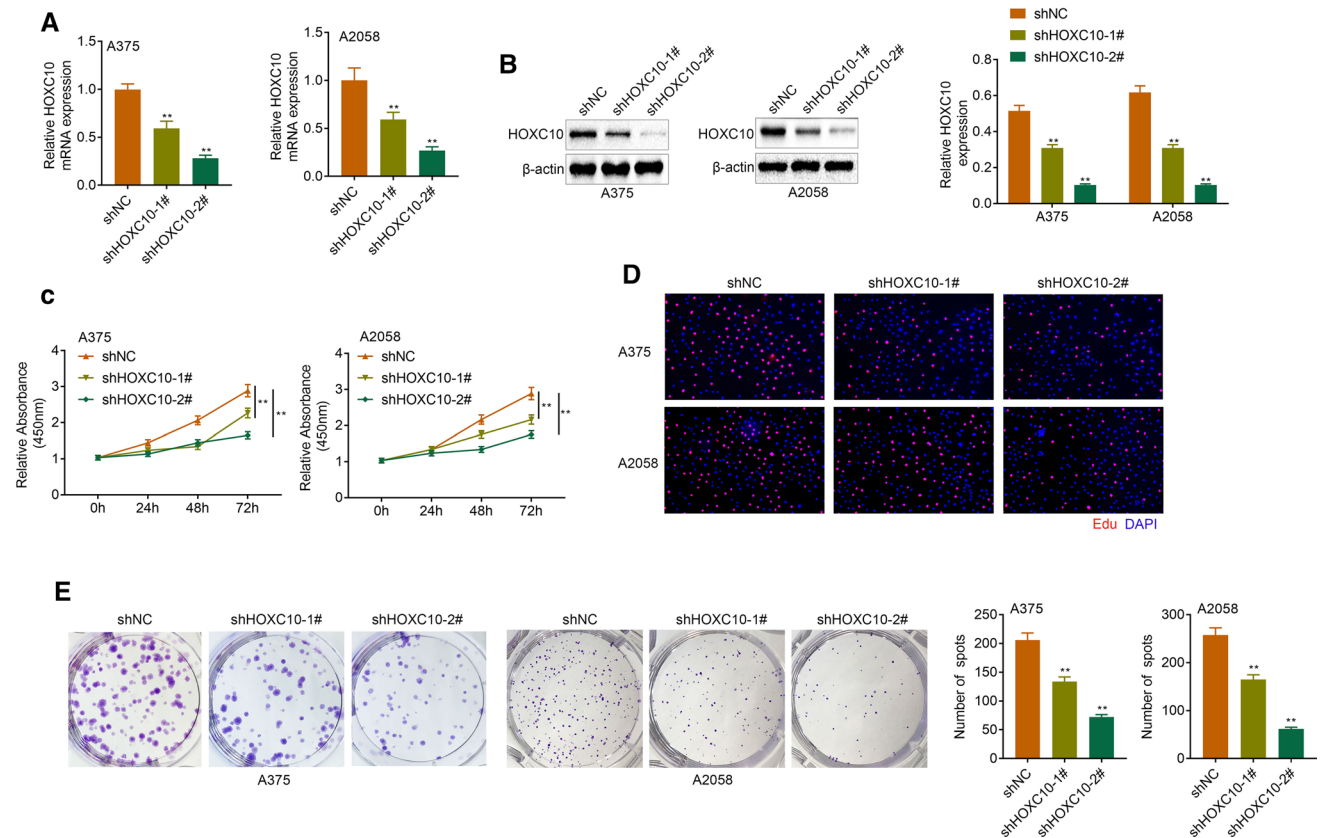 A
A375
Relative HOXC10
mRNA expression
1.5
1.0
0.5
0.0
**
**
shNC
shHOXC10-1#
shHOXC10-2#
A2058
Relative HOXC10
mRNA expression
1.5
1.0
0.5
0.0
**
**
shNC
shHOXC10-1#
shHOXC10-2#
B
shNC
shHOXC10-1#
shHOXC10-2#
HOXC10
β-actin
A375
shNC
shHOXC10-1#
shHOXC10-2#
HOXC10
β-actin
A2058
shNC
shHOXC10-1#
shHOXC10-2#
Relative HOXC10
expression
0.8
0.6
0.4
0.2
0.0
**
**
**
**
A375
A2058
c
A375
shNC
shHOXC10-1#
shHOXC10-2#
Relative Absorbance
(450nm)
4
3
2
1
0
**
**
0h
24h
48h
72h
A2058
shNC
shHOXC10-1#
shHOXC10-2#
Relative Absorbance
(450nm)
4
3
2
1
0
**
**
0h
24h
48h
72h
D
shNC
shHOXC10-1#
shHOXC10-2#
A375
A2058
Edu DAPI
E
shNC
shHOXC10-1#
shHOXC10-2#
A375
shNC
shHOXC10-1#
shHOXC10-2#
A2058
A375
Number of spots
250
200
150
100
50
0
**
**
shNC
shHOXC10-1#
shHOXC10-2#
A2058
Number of spots
300
200
100
0
**
**
shNC
shHOXC10-1#
shHOXC10-2#